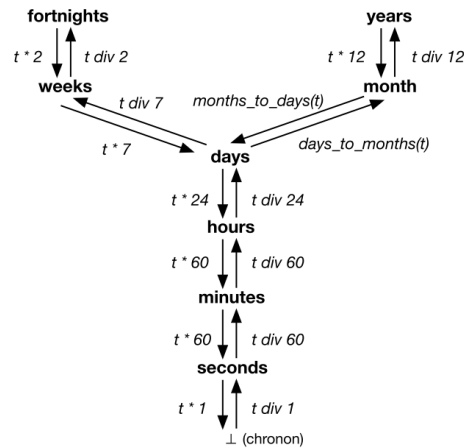 fortnights years
t * 2 t div 2 t * 12 t div 12
weeks month
t div 7 months_to_days(t)
t * 7 days_to_months(t)
days
t * 24 t div 24
hours
t * 60 t div 60
minutes
t * 60 t div 60
seconds
t * 1 t div 1
⊥ (chronon)